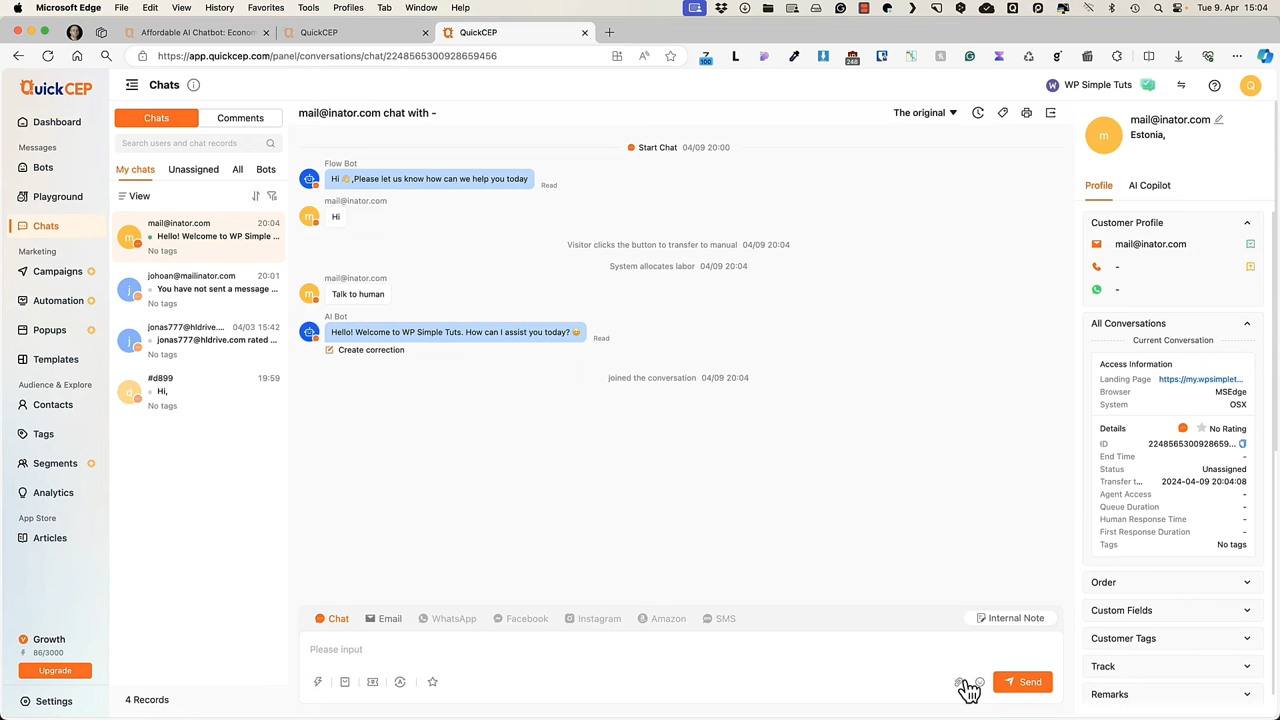 Microsoft Edge File Edit View History Favorites Tools Profiles Tab Window Help
Tue 9. Apr 15:04
Affordable AI Chatbot: Econom
QuickCEP
QuickCEP
https://app.quickcep.com/panel/conversations/chat/2248565300928659456
100
248
QuickCEP
Dashboard
Messages
Bots
Playground
Chats
Marketing
Campaigns
Automation
Popups
Templates
Audience & Explore
Contacts
Tags
Segments
Analytics
App Store
Articles
Growth
86/3000
Upgrade
Settings
Chats
WP Simple Tuts
Q
Chats
Comments
Search users and chat records
My chats
Unassigned
All
Bots
View
mail@inator.com 20:04
Hello! Welcome to WP Simple ...
No tags
johoan@mailinator.com 20:01
You have not sent a message ...
No tags
jonas777@hldrive.... 04/03 15:42
jonas777@hldrive.com rated ...
No tags
#d899 19:59
Hi,
No tags
4 Records
mail@inator.com chat with -
The original
Start Chat 04/09 20:00
Flow Bot
Hi 👋,Please let us know how can we help you today
Read
mail@inator.com
Hi
Visitor clicks the button to transfer to manual 04/09 20:04
System allocates labor 04/09 20:04
mail@inator.com
Talk to human
AI Bot
Hello! Welcome to WP Simple Tuts. How can I assist you today? 😄
Read
Create correction
joined the conversation 04/09 20:04
Chat
Email
WhatsApp
Facebook
Instagram
Amazon
SMS
Internal Note
Please input
Send
m
mail@inator.com
Estonia,
Profile
AI Copilot
Customer Profile
mail@inator.com
-
-
All Conversations
Current Conversation
Access Information
Landing Page https://my.wpsimplet...
Browser MSEdge
System OSX
Details No Rating
ID 2248565300928659...
End Time -
Status Unassigned
Transfer t... 2024-04-09 20:04:08
Agent Access -
Queue Duration -
Human Response Time -
First Response Duration -
Tags No tags
Order
Custom Fields
Customer Tags
Track
Remarks